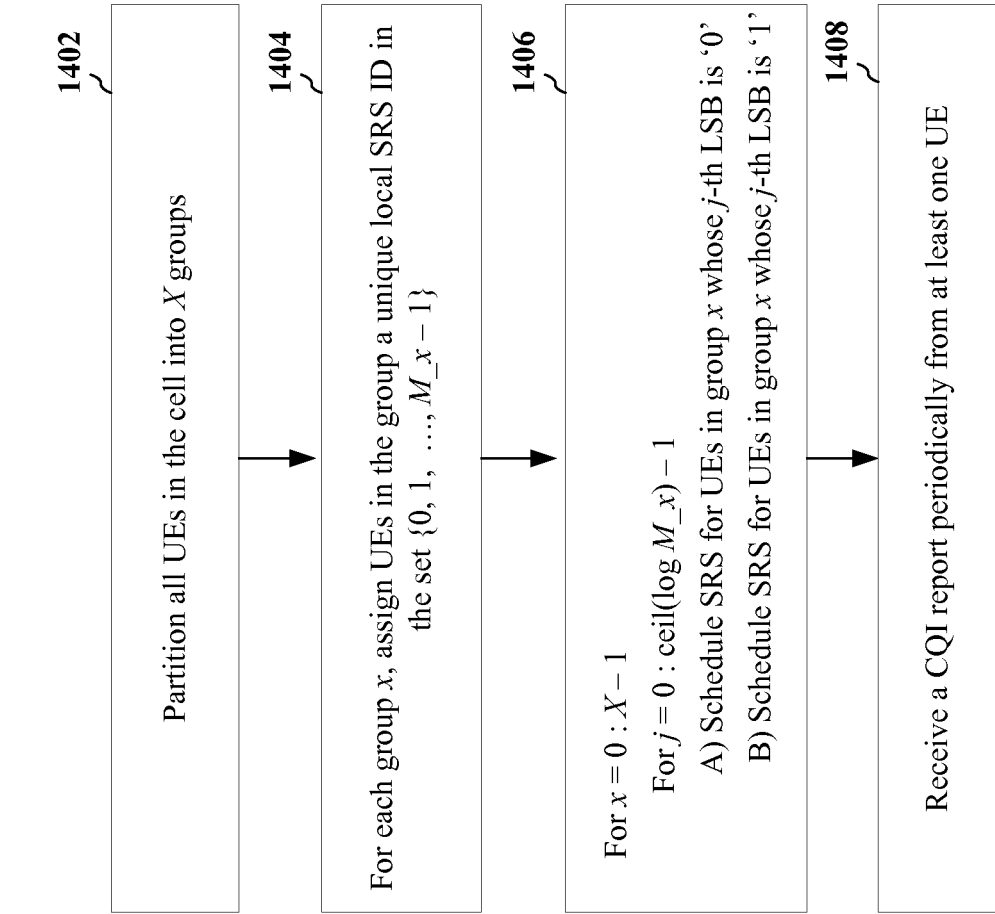 1402
Partition all UEs in the cell into X groups
1404
For each group x, assign UEs in the group a unique local SRS ID in
the set {0, 1, …, M_x – 1}
1406
For x = 0 : X – 1
For j = 0 : ceil(log M_x) – 1
A) Schedule SRS for UEs in group x whose j-th LSB is ‘0’
B) Schedule SRS for UEs in group x whose j-th LSB is ‘1’
1408
Receive a CQI report periodically from at least one UE